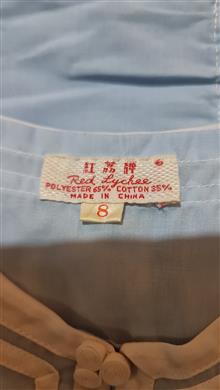 紅荔牌 ®
Red Lychee
POLYESTER 65% COTTON 35%
MADE IN CHINA
8